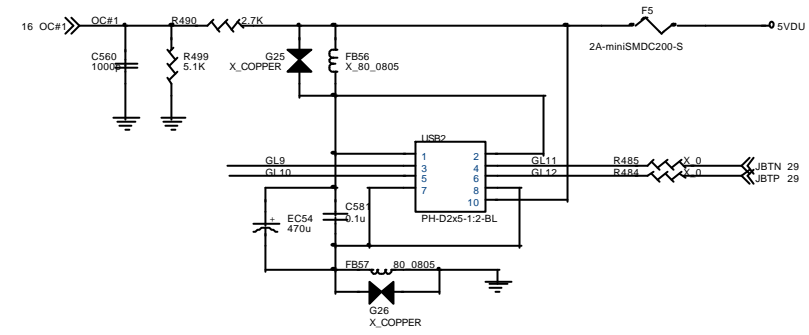 F5
16 OC#1
OC#1
R490
2.7K
5VDU
C560
1000p
R499
5.1K
G25
X_COPPER
FB56
X_80_0805
2A-miniSMDC200-S
USB2
1
2
GL9
3
4
GL11
R485
X_0
JBTN 29
GL10
5
6
GL12
R484
X_0
JBTP 29
7
8
10
EC54
470u
+
C581
0.1u
PH-D2x5-1:2-BL
FB57
80_0805
G26
X_COPPER